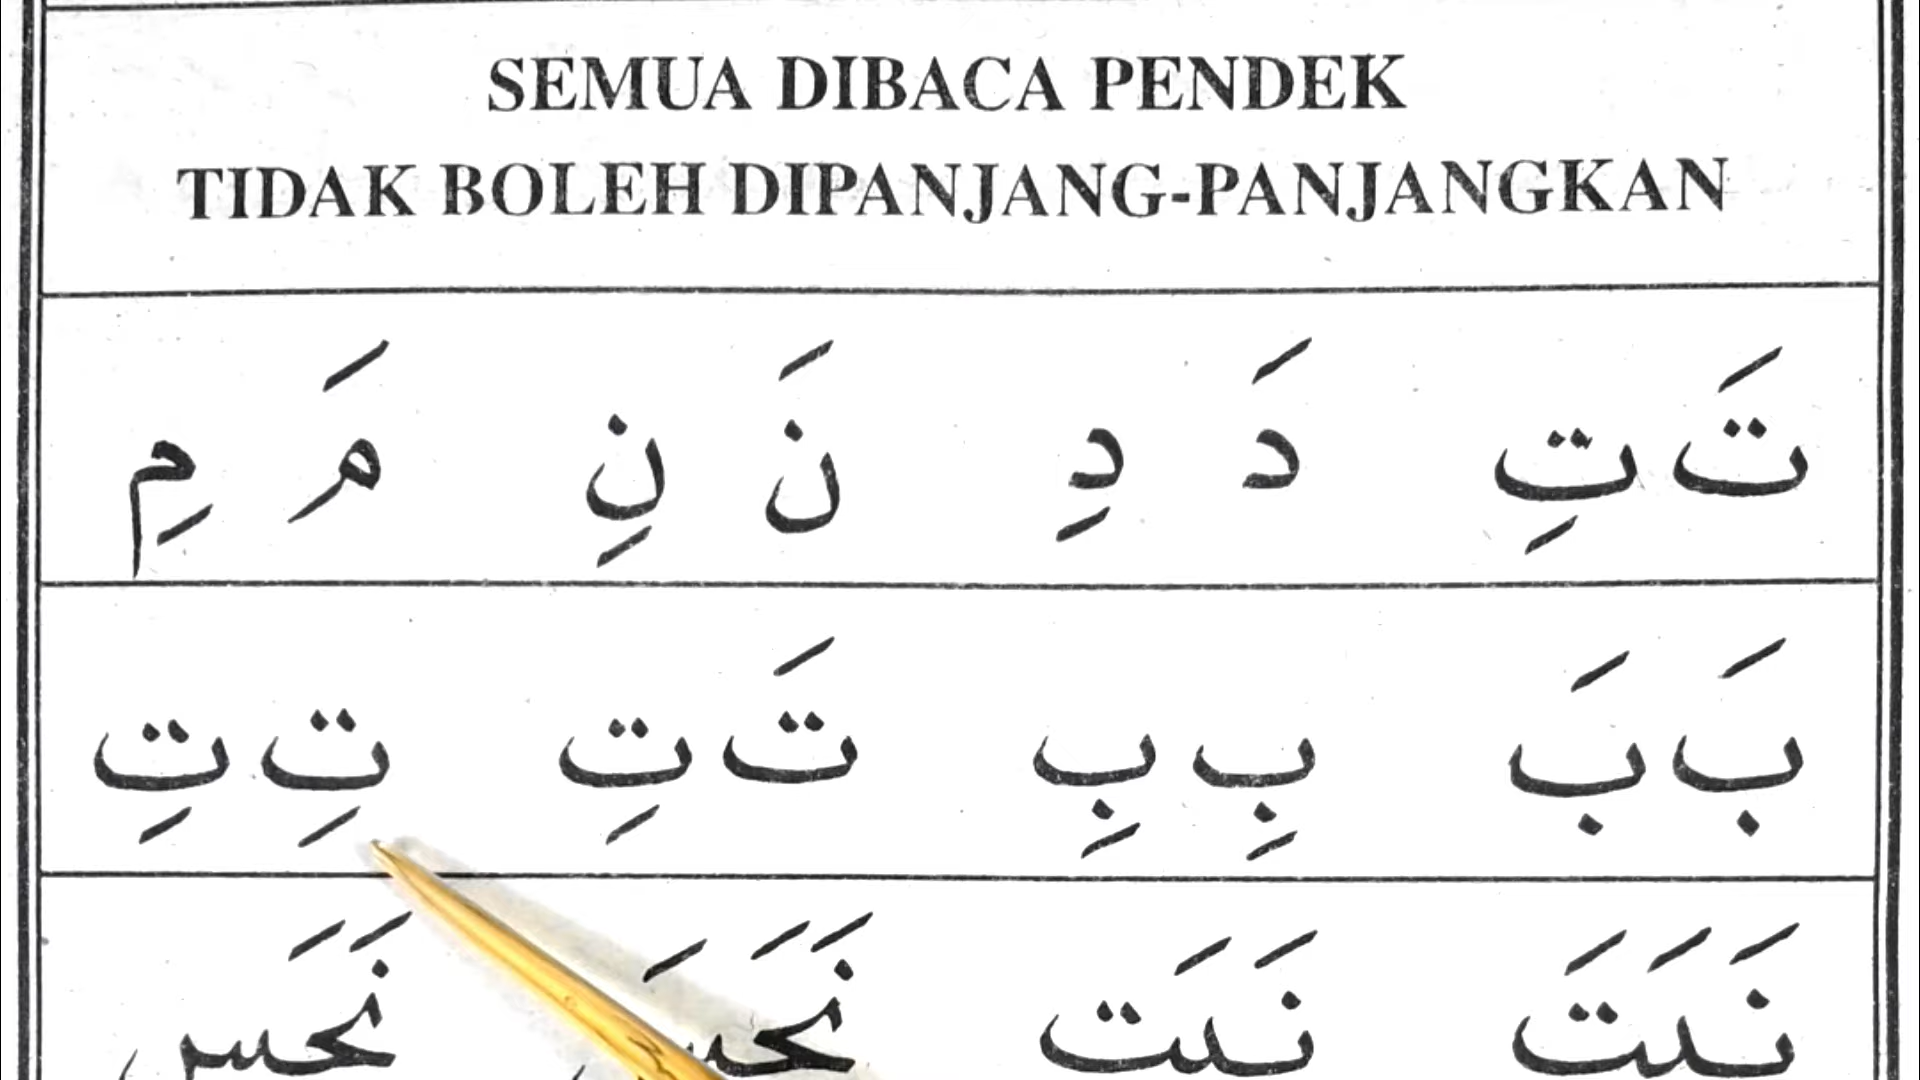 SEMUA DIBACA PENDEK
TIDAK BOLEH DIPANJANG-PANJANGKAN
تَ تِ دَ دِ نَ نِ مَ مِ
بَ بَ بِ بِ تَ تِ تِ تِ